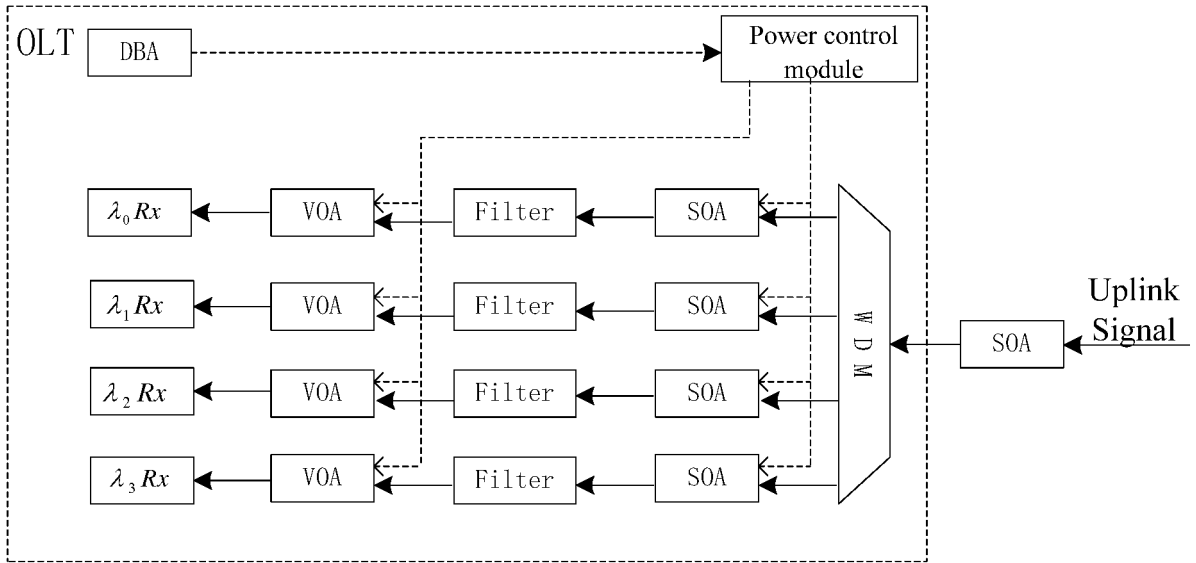 OLT
DBA
Power control
module
λ0 Rx
VOA
Filter
SOA
λ1 Rx
VOA
Filter
SOA
λ2 Rx
VOA
Filter
SOA
λ3 Rx
VOA
Filter
SOA
WDM
SOA
Uplink
Signal